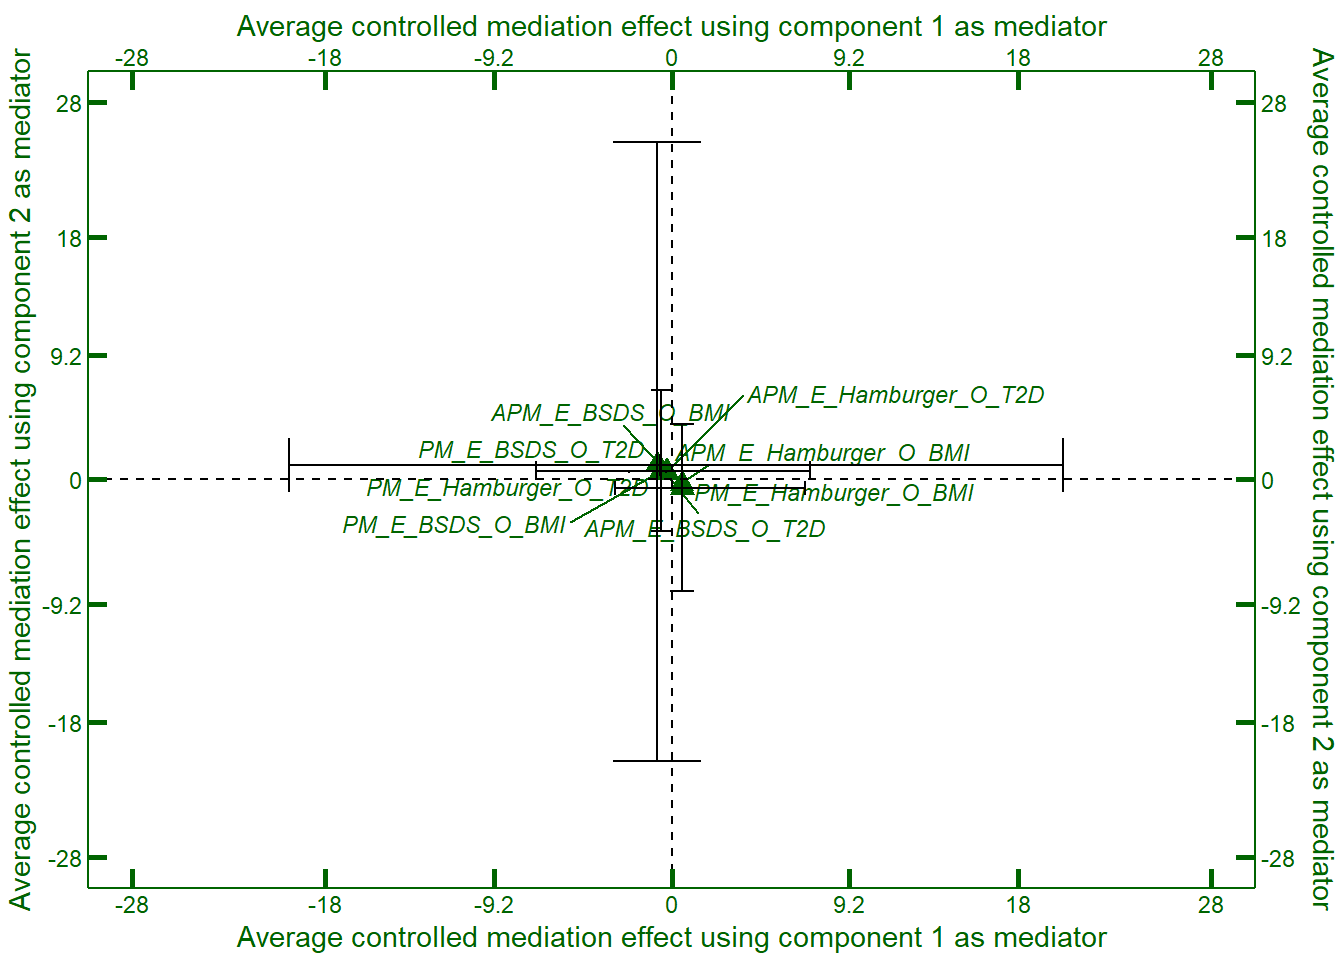 Average controlled mediation effect using component 1 as mediator
-28 -18 -9.2 0 9.2 18 28
Average controlled mediation effect using component 2 as mediator
28 18 9.2 0 -9.2 -18 -28
APM_E_Hamburger_O_T2D
APM_E_BSDS_O_BMI
PM_E_BSDS_O_T2D
APM_E_Hamburger_O_BMI
PM_E_Hamburger_O_T2D
PM_E_Hamburger_O_BMI
PM_E_BSDS_O_BMI
APM_E_BSDS_O_T2D
28 18 9.2 0 -9.2 -18 -28
Average controlled mediation effect using component 2 as mediator
-28 -18 -9.2 0 9.2 18 28
Average controlled mediation effect using component 1 as mediator